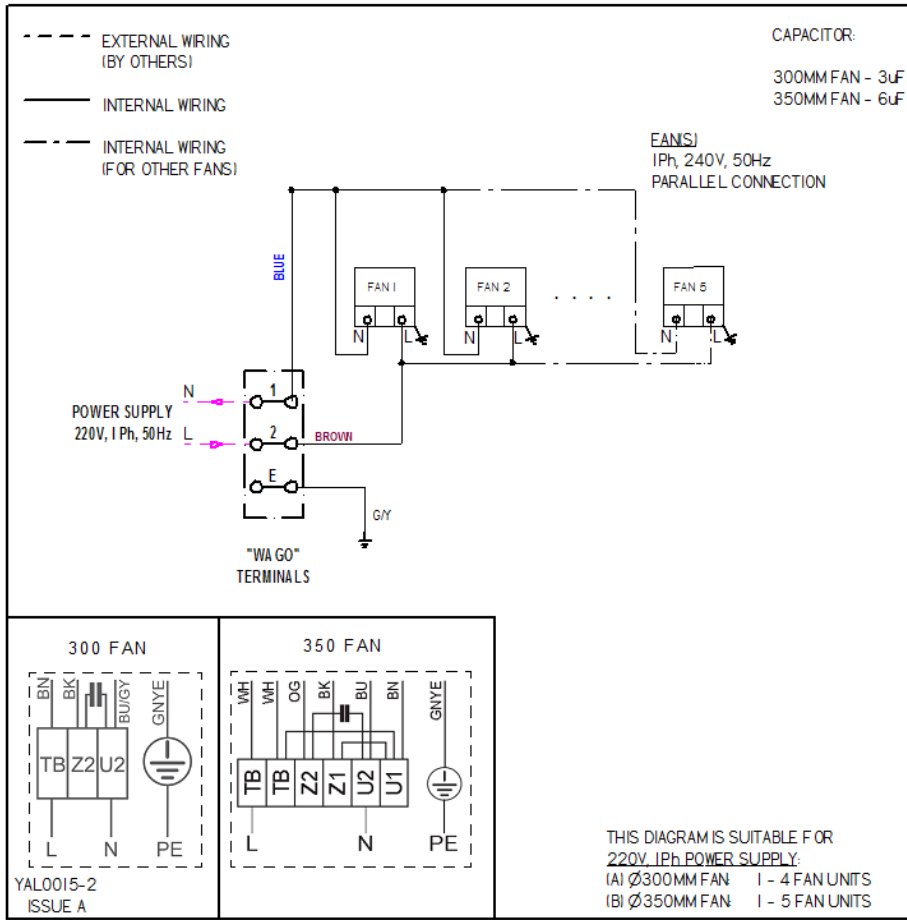 EXTERNAL WIRING
(BY OTHERS)
INTERNAL WIRING
INTERNAL WIRING
(FOR OTHER FANS)
CAPACITOR:
300MM FAN - 3uF
350MM FAN - 6uF
FAN(S)
1Ph, 240V, 50Hz
PARALLEL CONNECTION
BLUE
FAN 1
FAN 2
. . . .
FAN 5
N L
N L
N L
N
POWER SUPPLY
220V, 1 Ph, 50Hz L
1
2
E
BROWN
G/Y
"WAGO"
TERMINALS
300 FAN
BN BK BU/GY GNYE
TB Z2 U2
L N PE
YAL0015-2
ISSUE A
350 FAN
WH WH OG BK BU BN GNYE
TB TB Z2 Z1 U2 U1
L N PE
THIS DIAGRAM IS SUITABLE FOR
220V, 1Ph POWER SUPPLY:
(A) Ø300MM FAN: 1 - 4 FAN UNITS
(B) Ø350MM FAN: 1 - 5 FAN UNITS